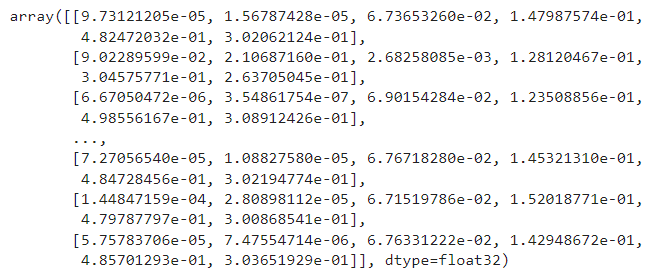 array([[9.73121205e-05, 1.56787428e-05, 6.73653260e-02, 1.47987574e-01,
4.82472032e-01, 3.02062124e-01],
[9.02289599e-02, 2.10687160e-01, 2.68258085e-03, 1.28120467e-01,
3.04575771e-01, 2.63705045e-01],
[6.67050472e-06, 3.54861754e-07, 6.90154284e-02, 1.23508856e-01,
4.98556167e-01, 3.08912426e-01],
...,
[7.27056540e-05, 1.08827580e-05, 6.76718280e-02, 1.45321310e-01,
4.84728456e-01, 3.02194774e-01],
[1.44847159e-04, 2.80898112e-05, 6.71519786e-02, 1.52018771e-01,
4.79787797e-01, 3.00868541e-01],
[5.75783706e-05, 7.47554714e-06, 6.76331222e-02, 1.42948672e-01,
4.85701293e-01, 3.03651929e-01]], dtype=float32)